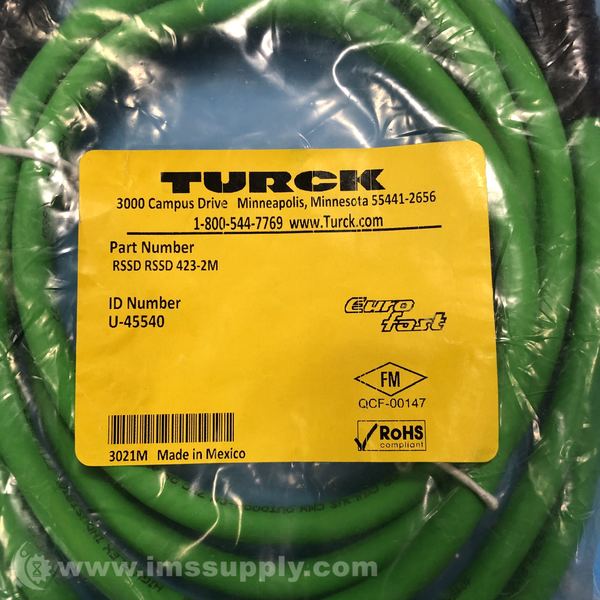 TURCK
3000 Campus Drive Minneapolis, Minnesota 55441-2656
1-800-544-7769 www.Turck.com
Part Number
RSSD RSSD 423-2M
ID Number
U-45540
Euro
fast
FM
QCF-00147
RoHS
compliant
3021M Made in Mexico
www.imssupply.com